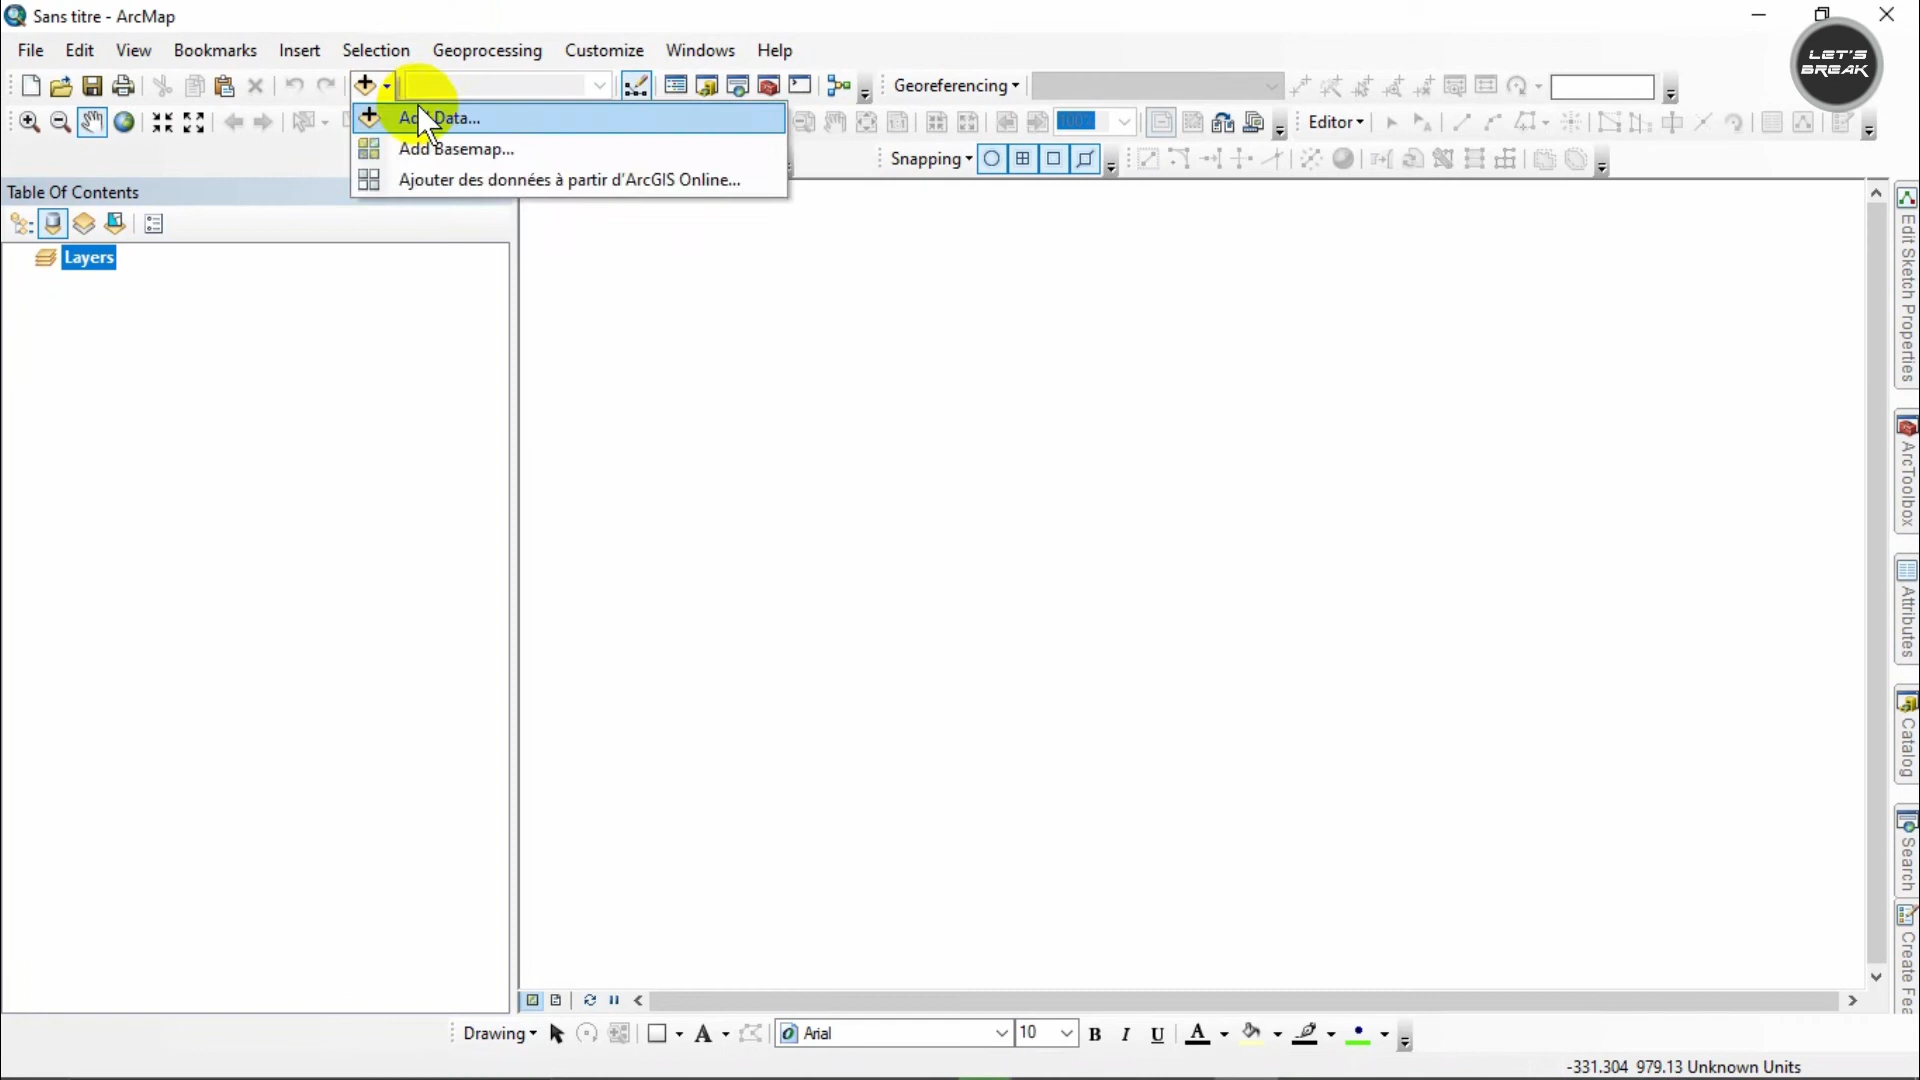 Sans titre - ArcMap
LET'S BREAK
File Edit View Bookmarks Insert Selection Geoprocessing Customize Windows Help
Georeferencing
Add Data...
100%
Editor
Add Basemap...
Snapping
Ajouter des données à partir d'ArcGIS Online...
Table Of Contents
Layers
Edit Sketch Properties
ArcToolbox
Attributes
Catalog
Search
Create Fea
Drawing A Arial 10 B I U A
-331.304 979.13 Unknown Units